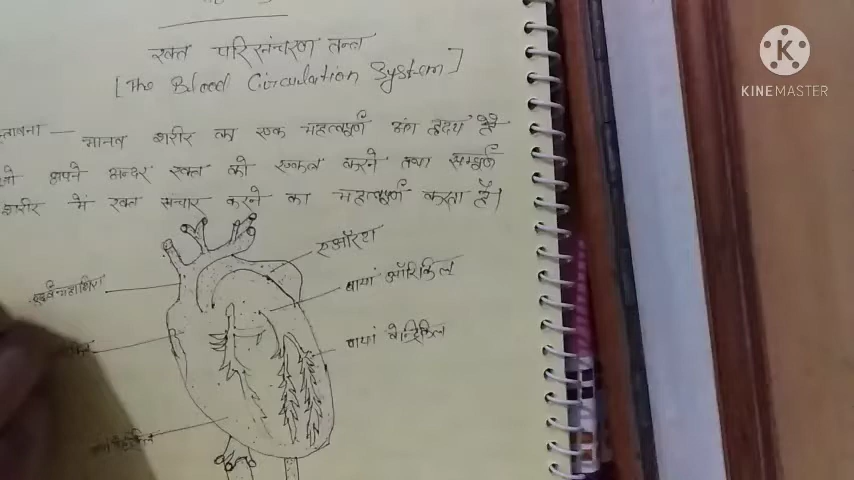 रक्त परिसंचरण तन्त्र
[The Blood Circulation System]
KINEMASTER
— मानव शरीर का एक महत्वपूर्ण अंग हृदय है
अपने अन्दर रक्त को एकत्र करने तथा सम्पूर्ण
शरीर में रक्त संचार करने का महत्वपूर्ण करता है।
एऑरटा
बायां ऑरिकिल
बायां वेन्ट्रिकिल